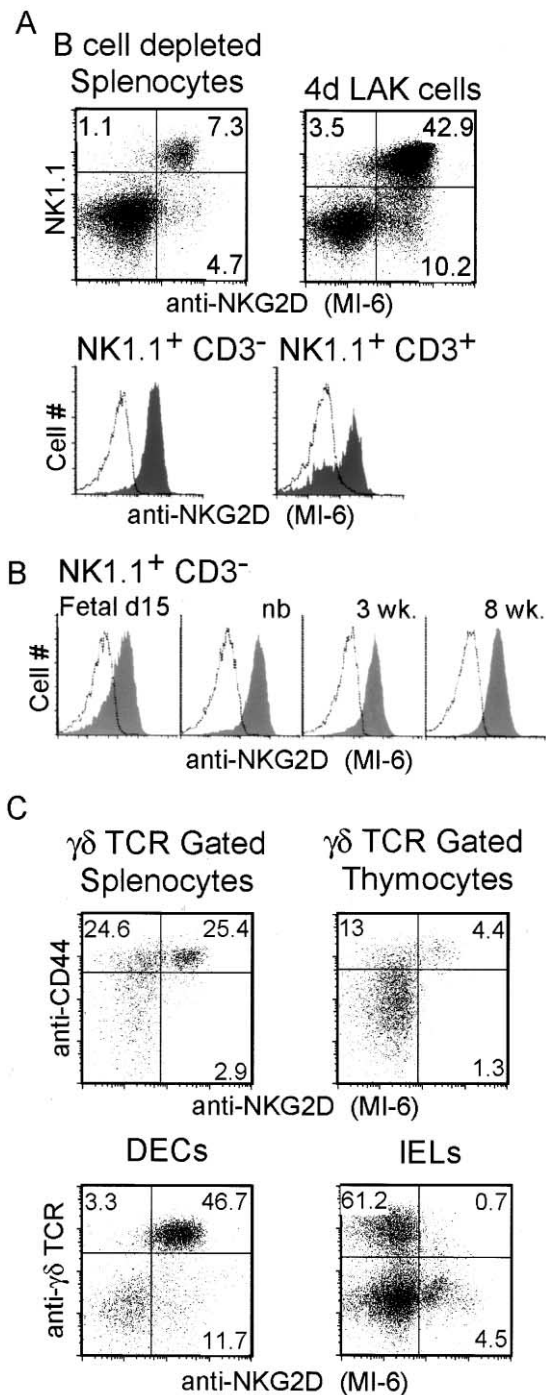 A
B cell depleted
Splenocytes
4d LAK cells
1.1 7.3
4.7
3.5 42.9
10.2
NK1.1
anti-NKG2D (MI-6)
NK1.1+ CD3- NK1.1+ CD3+
Cell #
anti-NKG2D (MI-6)
B NK1.1+ CD3-
Fetal d15 nb 3 wk. 8 wk.
Cell #
anti-NKG2D (MI-6)
C
γδ TCR Gated
Splenocytes
γδ TCR Gated
Thymocytes
24.6 25.4
2.9
13 4.4
1.3
anti-CD44
anti-NKG2D (MI-6)
DECs IELs
3.3 46.7
11.7
61.2 0.7
4.5
anti-γδ TCR
anti-NKG2D (MI-6)